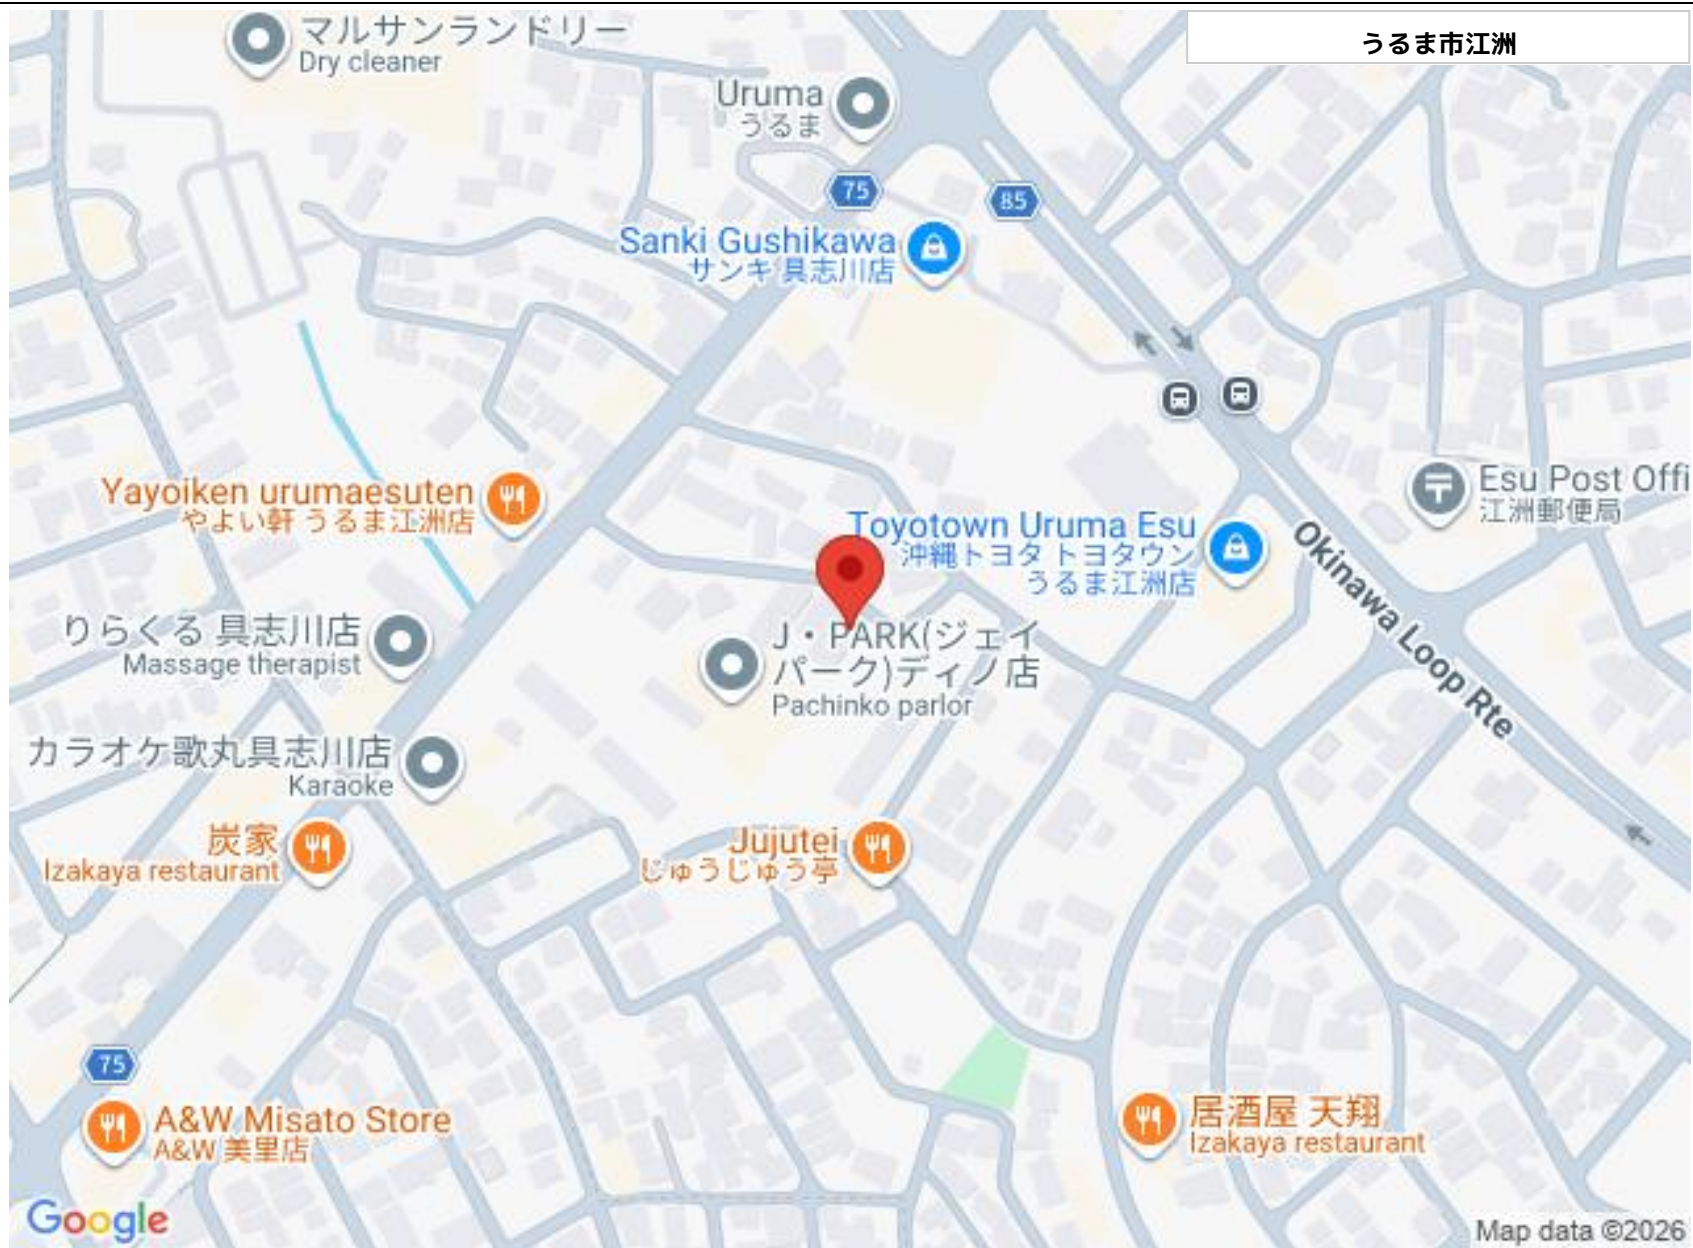 うるま市江洲
マルサンランドリー
Dry cleaner
Uruma
うるま
75
85
Sanki Gushikawa
サンキ 具志川店
Yayoiken urumaesuten
やよい軒 うるま江洲店
Esu Post Offi
江洲郵便局
Toyotown Uruma Esu
沖縄トヨタ トヨタウン
うるま江洲店
Okinawa Loop Rte
りらくる 具志川店
Massage therapist
J・PARK(ジェイ
パーク)ディノ店
Pachinko parlor
カラオケ歌丸具志川店
Karaoke
炭家
Izakaya restaurant
Jujutei
じゅうじゅう亭
75
A&W Misato Store
A&W 美里店
居酒屋 天翔
Izakaya restaurant
Google
Map data ©2026